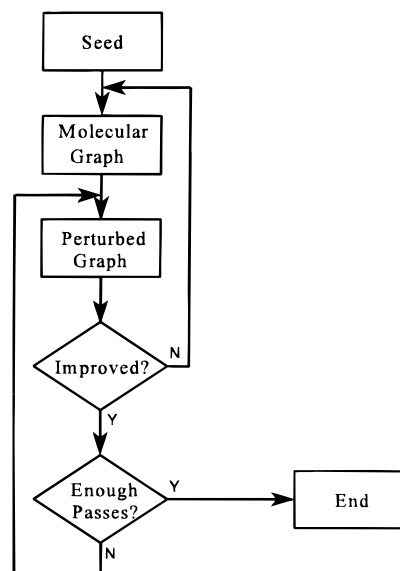 Seed
Molecular
Graph
Perturbed
Graph
Improved?
N
Y
Enough
Passes?
Y
End
N